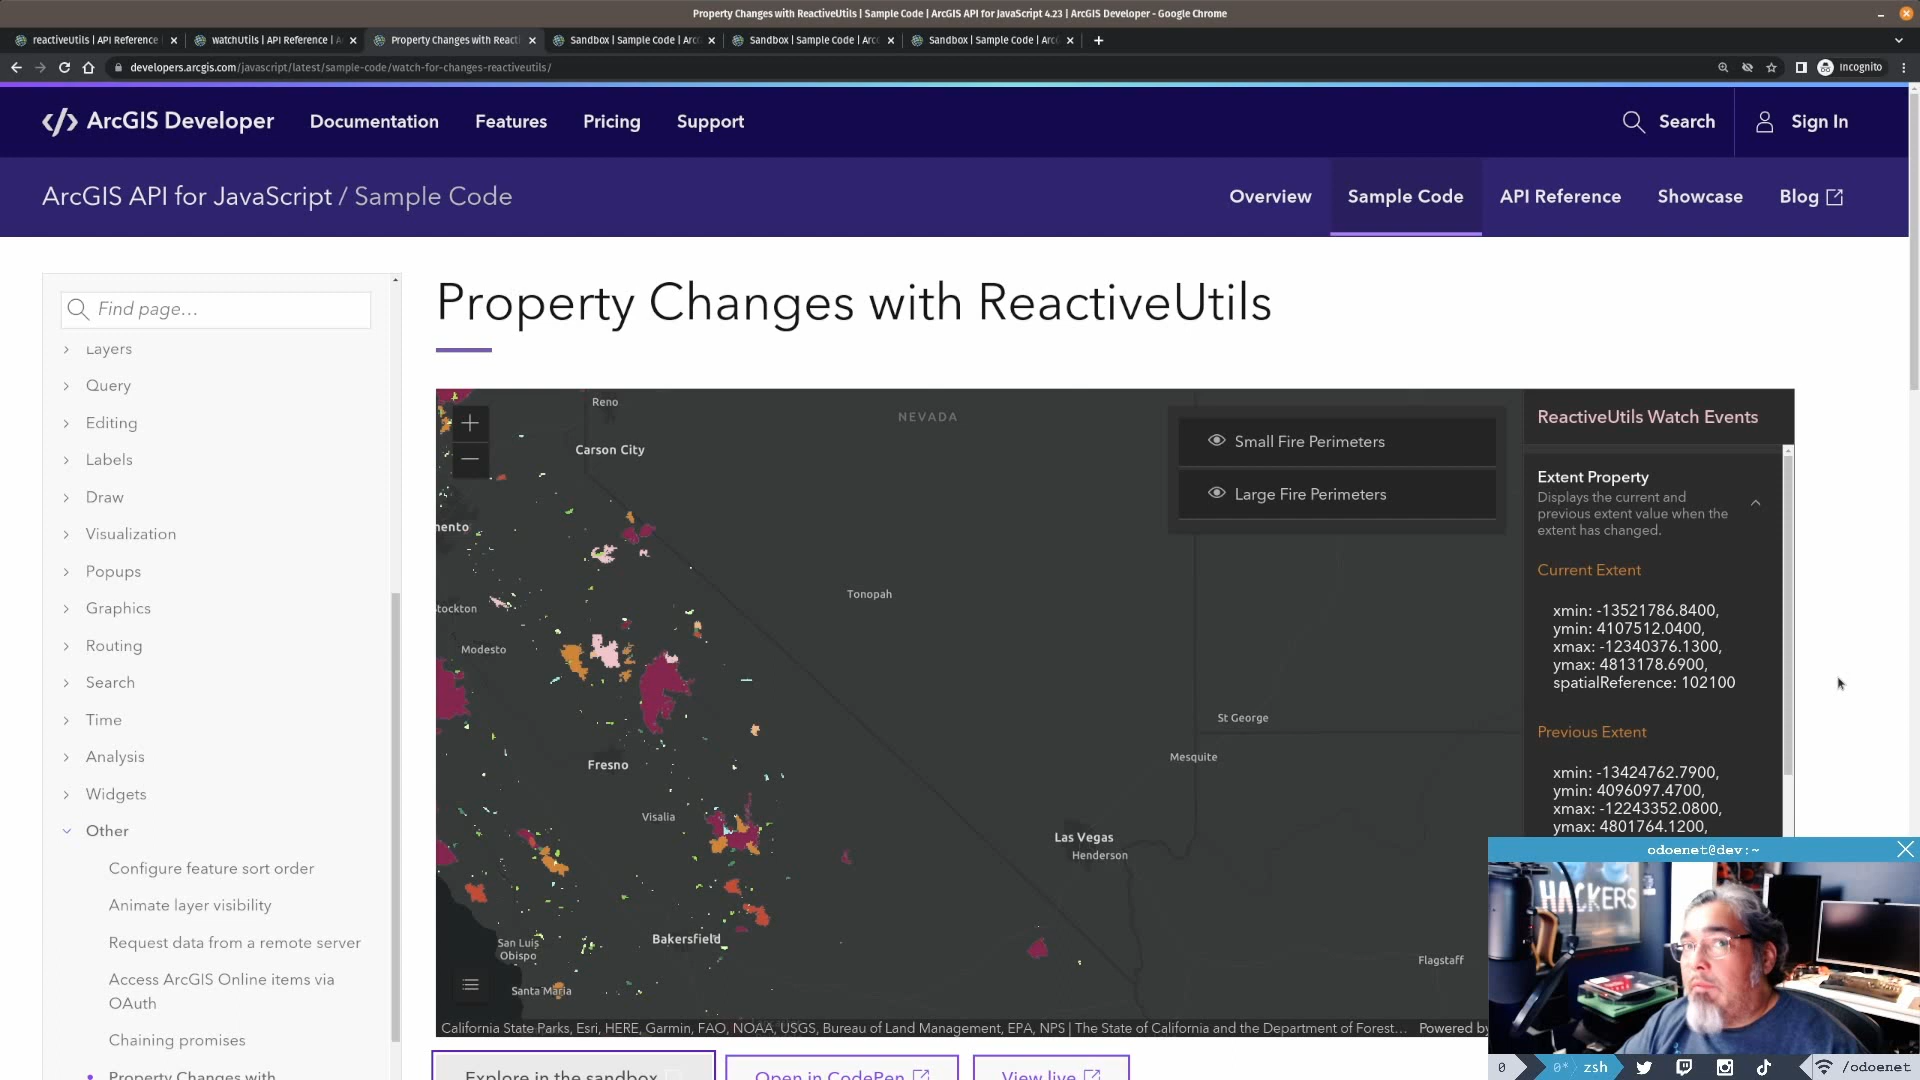 Property Changes with ReactiveUtils | Sample Code | ArcGIS API for JavaScript 4.23 | ArcGIS Developer - Google Chrome
reactiveUtils | API Reference
watchUtils | API Reference | A
Property Changes with React
Sandbox | Sample Code | Arc
Sandbox | Sample Code | Arc
Sandbox | Sample Code | Arc
developers.arcgis.com/javascript/latest/sample-code/watch-for-changes-reactiveutils/
Incognito
ArcGIS Developer
Documentation
Features
Pricing
Support
Search
Sign In
ArcGIS API for JavaScript / Sample Code
Overview
Sample Code
API Reference
Showcase
Blog
Find page...
Layers
Query
Editing
Labels
Draw
Visualization
Popups
Graphics
Routing
Search
Time
Analysis
Widgets
Other
Configure feature sort order
Animate layer visibility
Request data from a remote server
Access ArcGIS Online items via
OAuth
Chaining promises
Property Changes with
Property Changes with ReactiveUtils
Reno
NEVADA
Carson City
mento
Tonopah
tockton
Modesto
St George
Mesquite
Fresno
Visalia
Las Vegas
Henderson
Bakersfield
San Luis
Obispo
Flagstaff
Santa Maria
Small Fire Perimeters
Large Fire Perimeters
California State Parks, Esri, HERE, Garmin, FAO, NOAA, USGS, Bureau of Land Management, EPA, NPS | The State of California and the Department of Forest...
Powered by
ReactiveUtils Watch Events
Extent Property
Displays the current and
previous extent value when the
extent has changed.
Current Extent
xmin: -13521786.8400,
ymin: 4107512.0400,
xmax: -12340376.1300,
ymax: 4813178.6900,
spatialReference: 102100
Previous Extent
xmin: -13424762.7900,
ymin: 4096097.4700,
xmax: -12243352.0800,
ymax: 4801764.1200,
Explore in the sandbox
Open in CodePen
View live
odoenet@dev:~
HACKERS
0
0* zsh
/odoenet